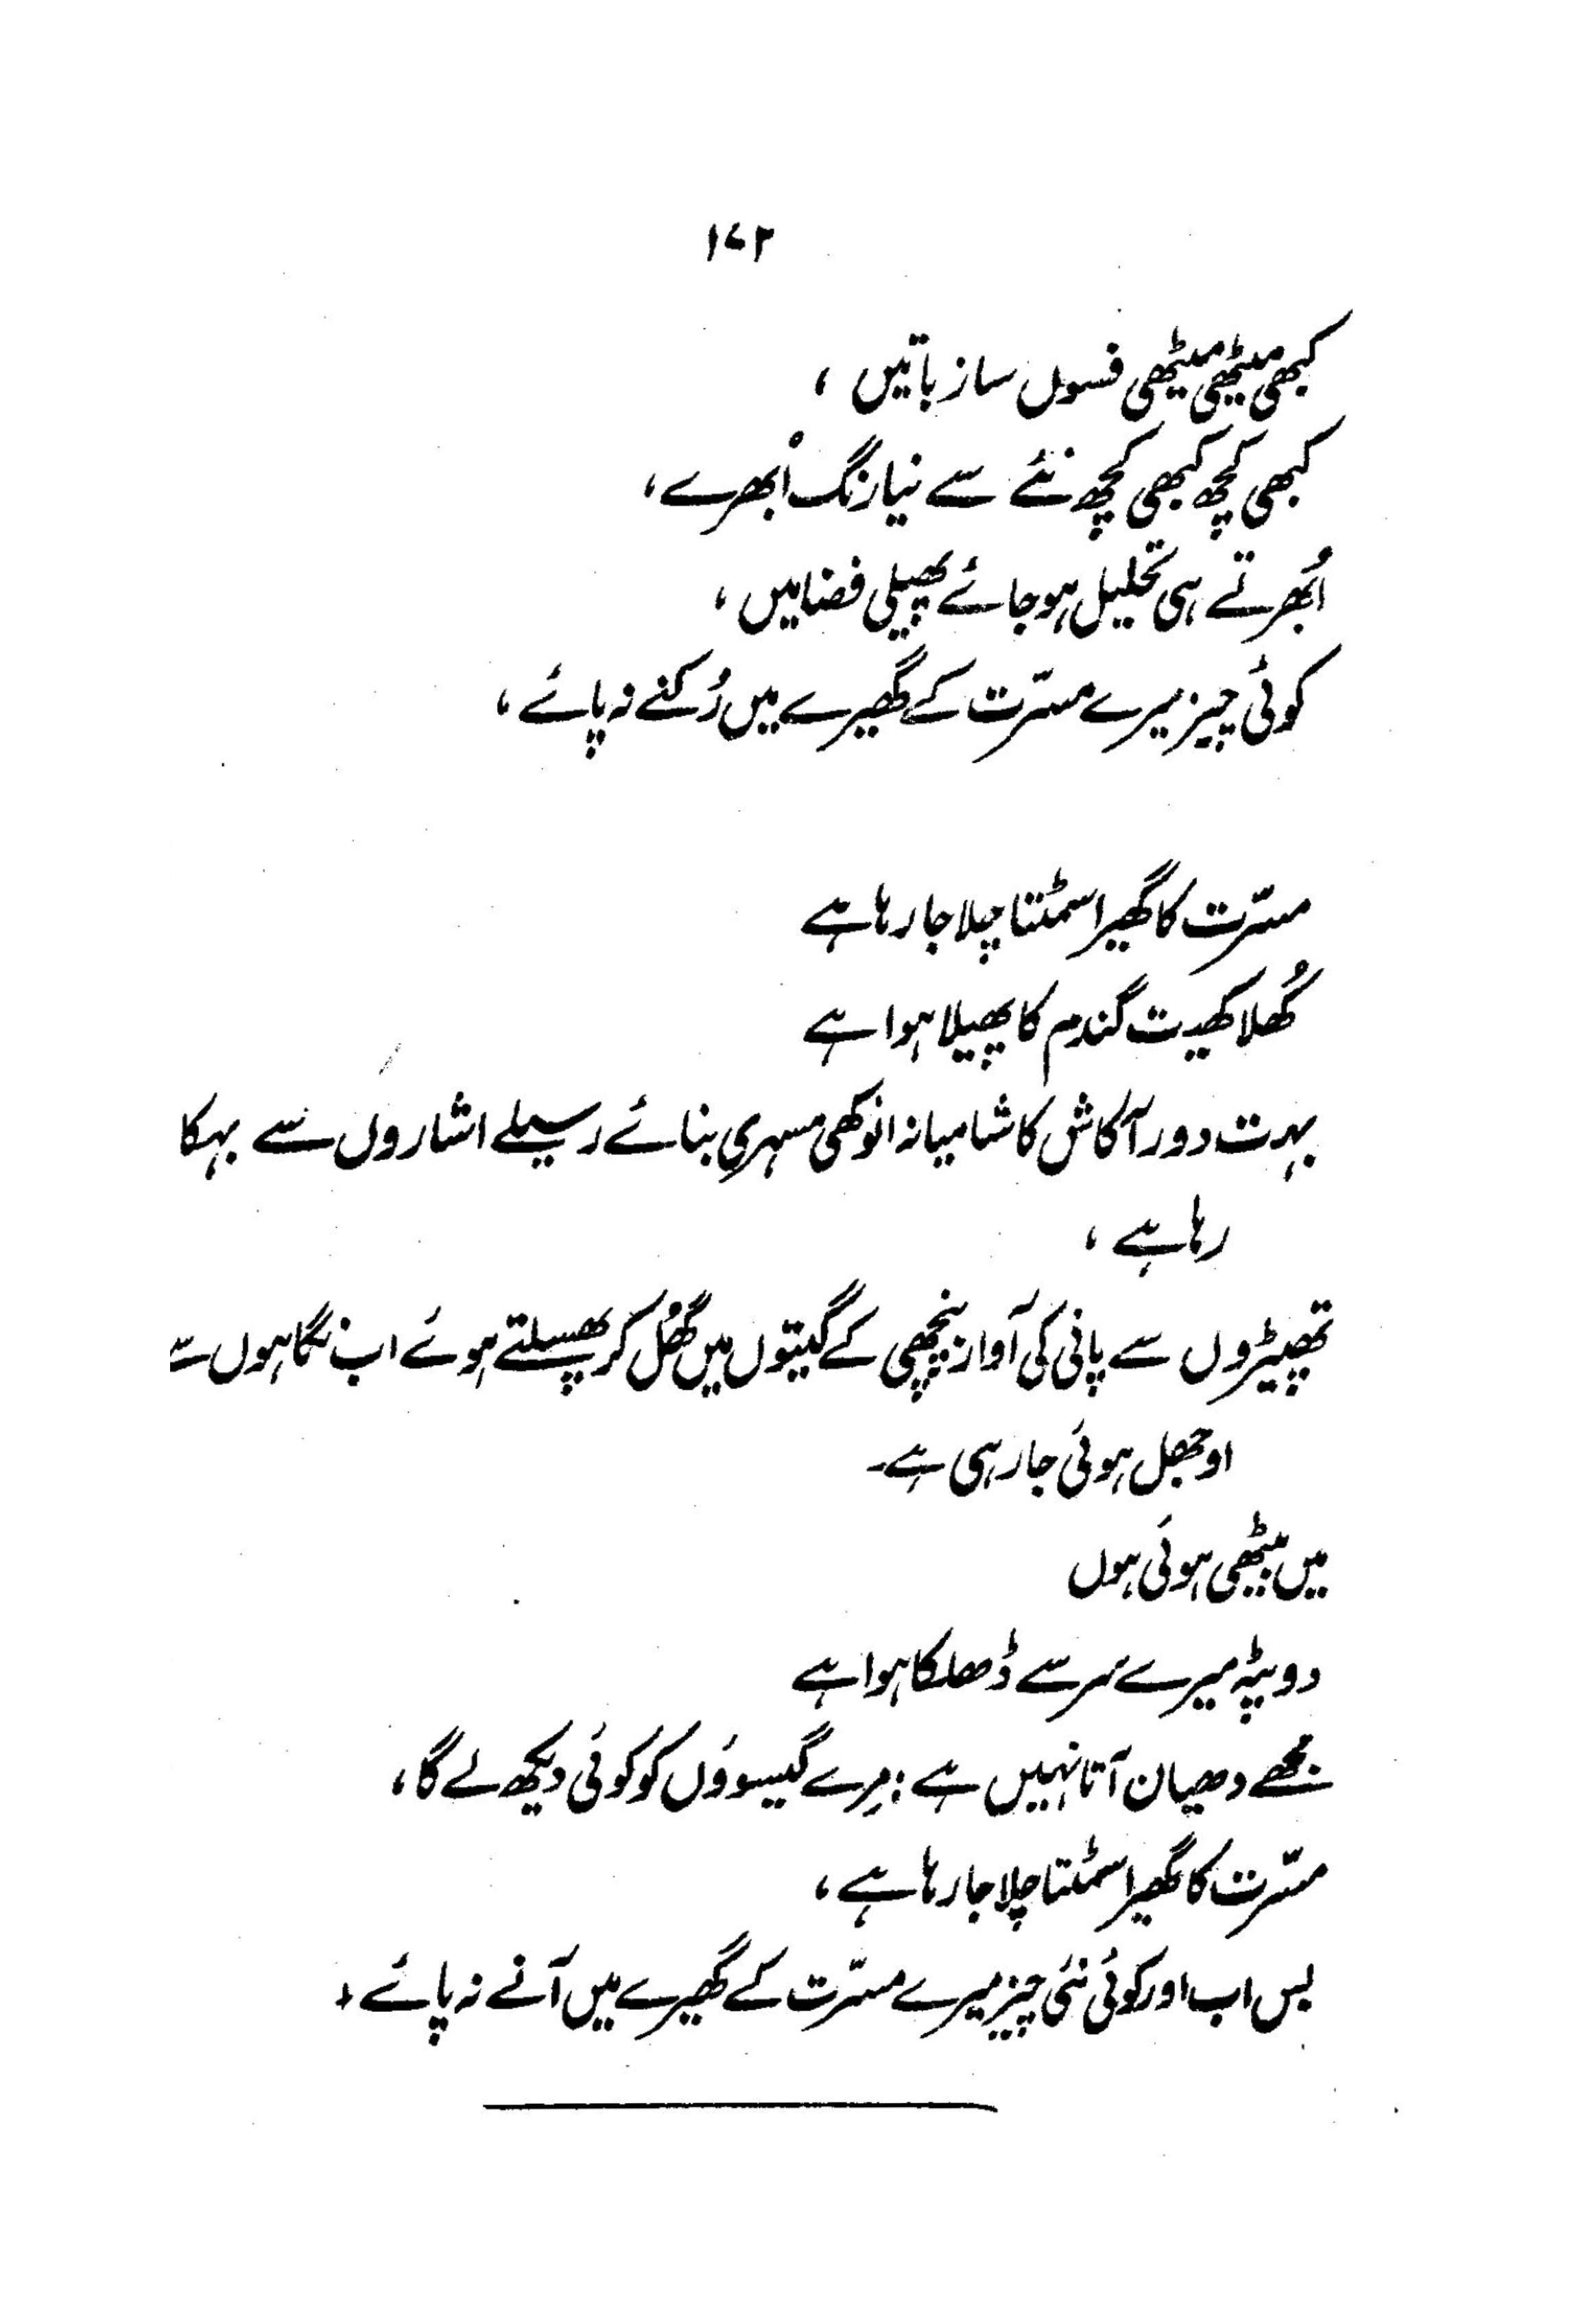 ۱۷۲
کبھی میٹھی میٹھی فسوں ساز باتیں ،
کبھی کچھ کبھی کچھ نئے سے نیا رنگ اُبھرے،
اُبھرتے ہی تحلیل ہو جائے پھیلی فضا میں ،
کوئی چیز میرے مسرّت کے گھیرے میں رُکنے نہ پائے ،
مسرّت کا گھیرا سمٹتا چلا جا رہا ہے
کُھلا کھیت گندم کا پھیلا ہوا ہے
بہت دور آکاش کا شامیانہ انوکھی مسہری بنائے رسیلے اشاروں سے بہکا
رہا ہے ،
تھپیڑوں سے پانی کی آواز پنچھی کے گیتوں میں گھُل کر پھسلتے ہوئے اب نگاہوں سے
اوجھل ہوئی جا رہی ہے۔
میں بیٹھی ہوئی ہوں
دوپٹہ میرے سر سے ڈھلکا ہوا ہے
مجھے دھیان آتا نہیں ہے : مِرے گیسوؤں کو کوئی دیکھ لے گا ،
مسرّت کا گھیرا سمٹتا چلا جا رہا ہے ،
بس اب اور کوئی نئی چیز میرے مسرّت کے گھیرے میں آنے نہ پائے ،